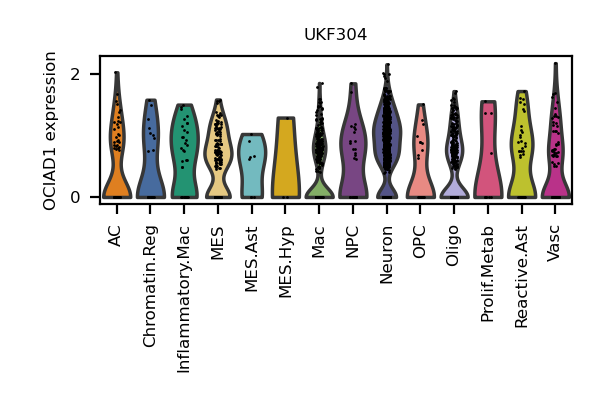 UKF304
OCIAD1 expression
2
0
AC
Chromatin.Reg
Inflammatory.Mac
MES
MES.Ast
MES.Hyp
Mac
NPC
Neuron
OPC
Oligo
Prolif.Metab
Reactive.Ast
Vasc